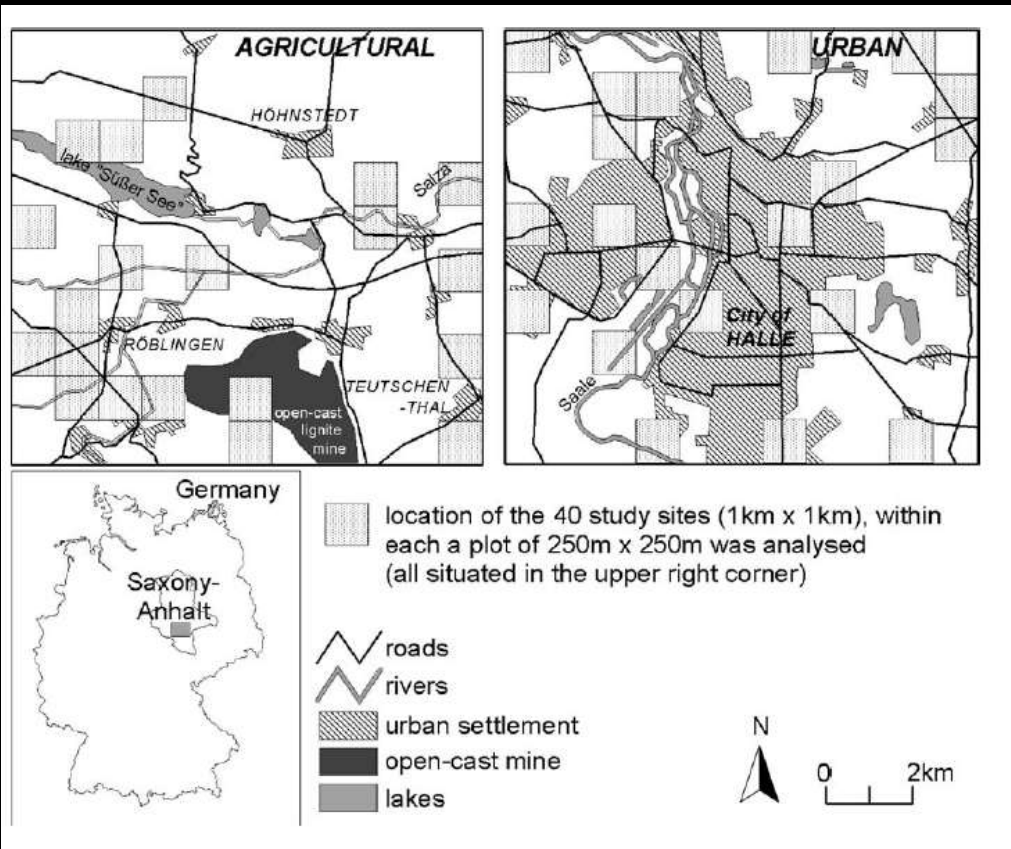 AGRICULTURAL
HÖHNSTEDT
lake "Süßer See"
Salza
RÖBLINGEN
TEUTSCHEN
-THAL
open-cast
lignite
mine
URBAN
City of
HALLE
Saale
Germany
Saxony-
Anhalt
location of the 40 study sites (1km x 1km), within
each a plot of 250m x 250m was analysed
(all situated in the upper right corner)
roads
rivers
urban settlement
open-cast mine
lakes
N
0 2km